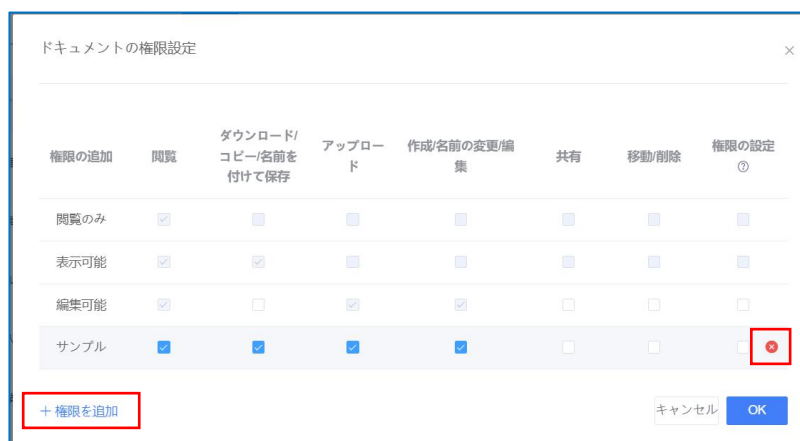 ドキュメントの権限設定
権限の追加 閲覧 ダウンロード/コピー/名前を付けて保存 アップロード 作成/名前の変更/編集 共有 移動/削除 権限の設定
閲覧のみ
表示可能
編集可能
サンプル
+ 権限を追加 キャンセル OK